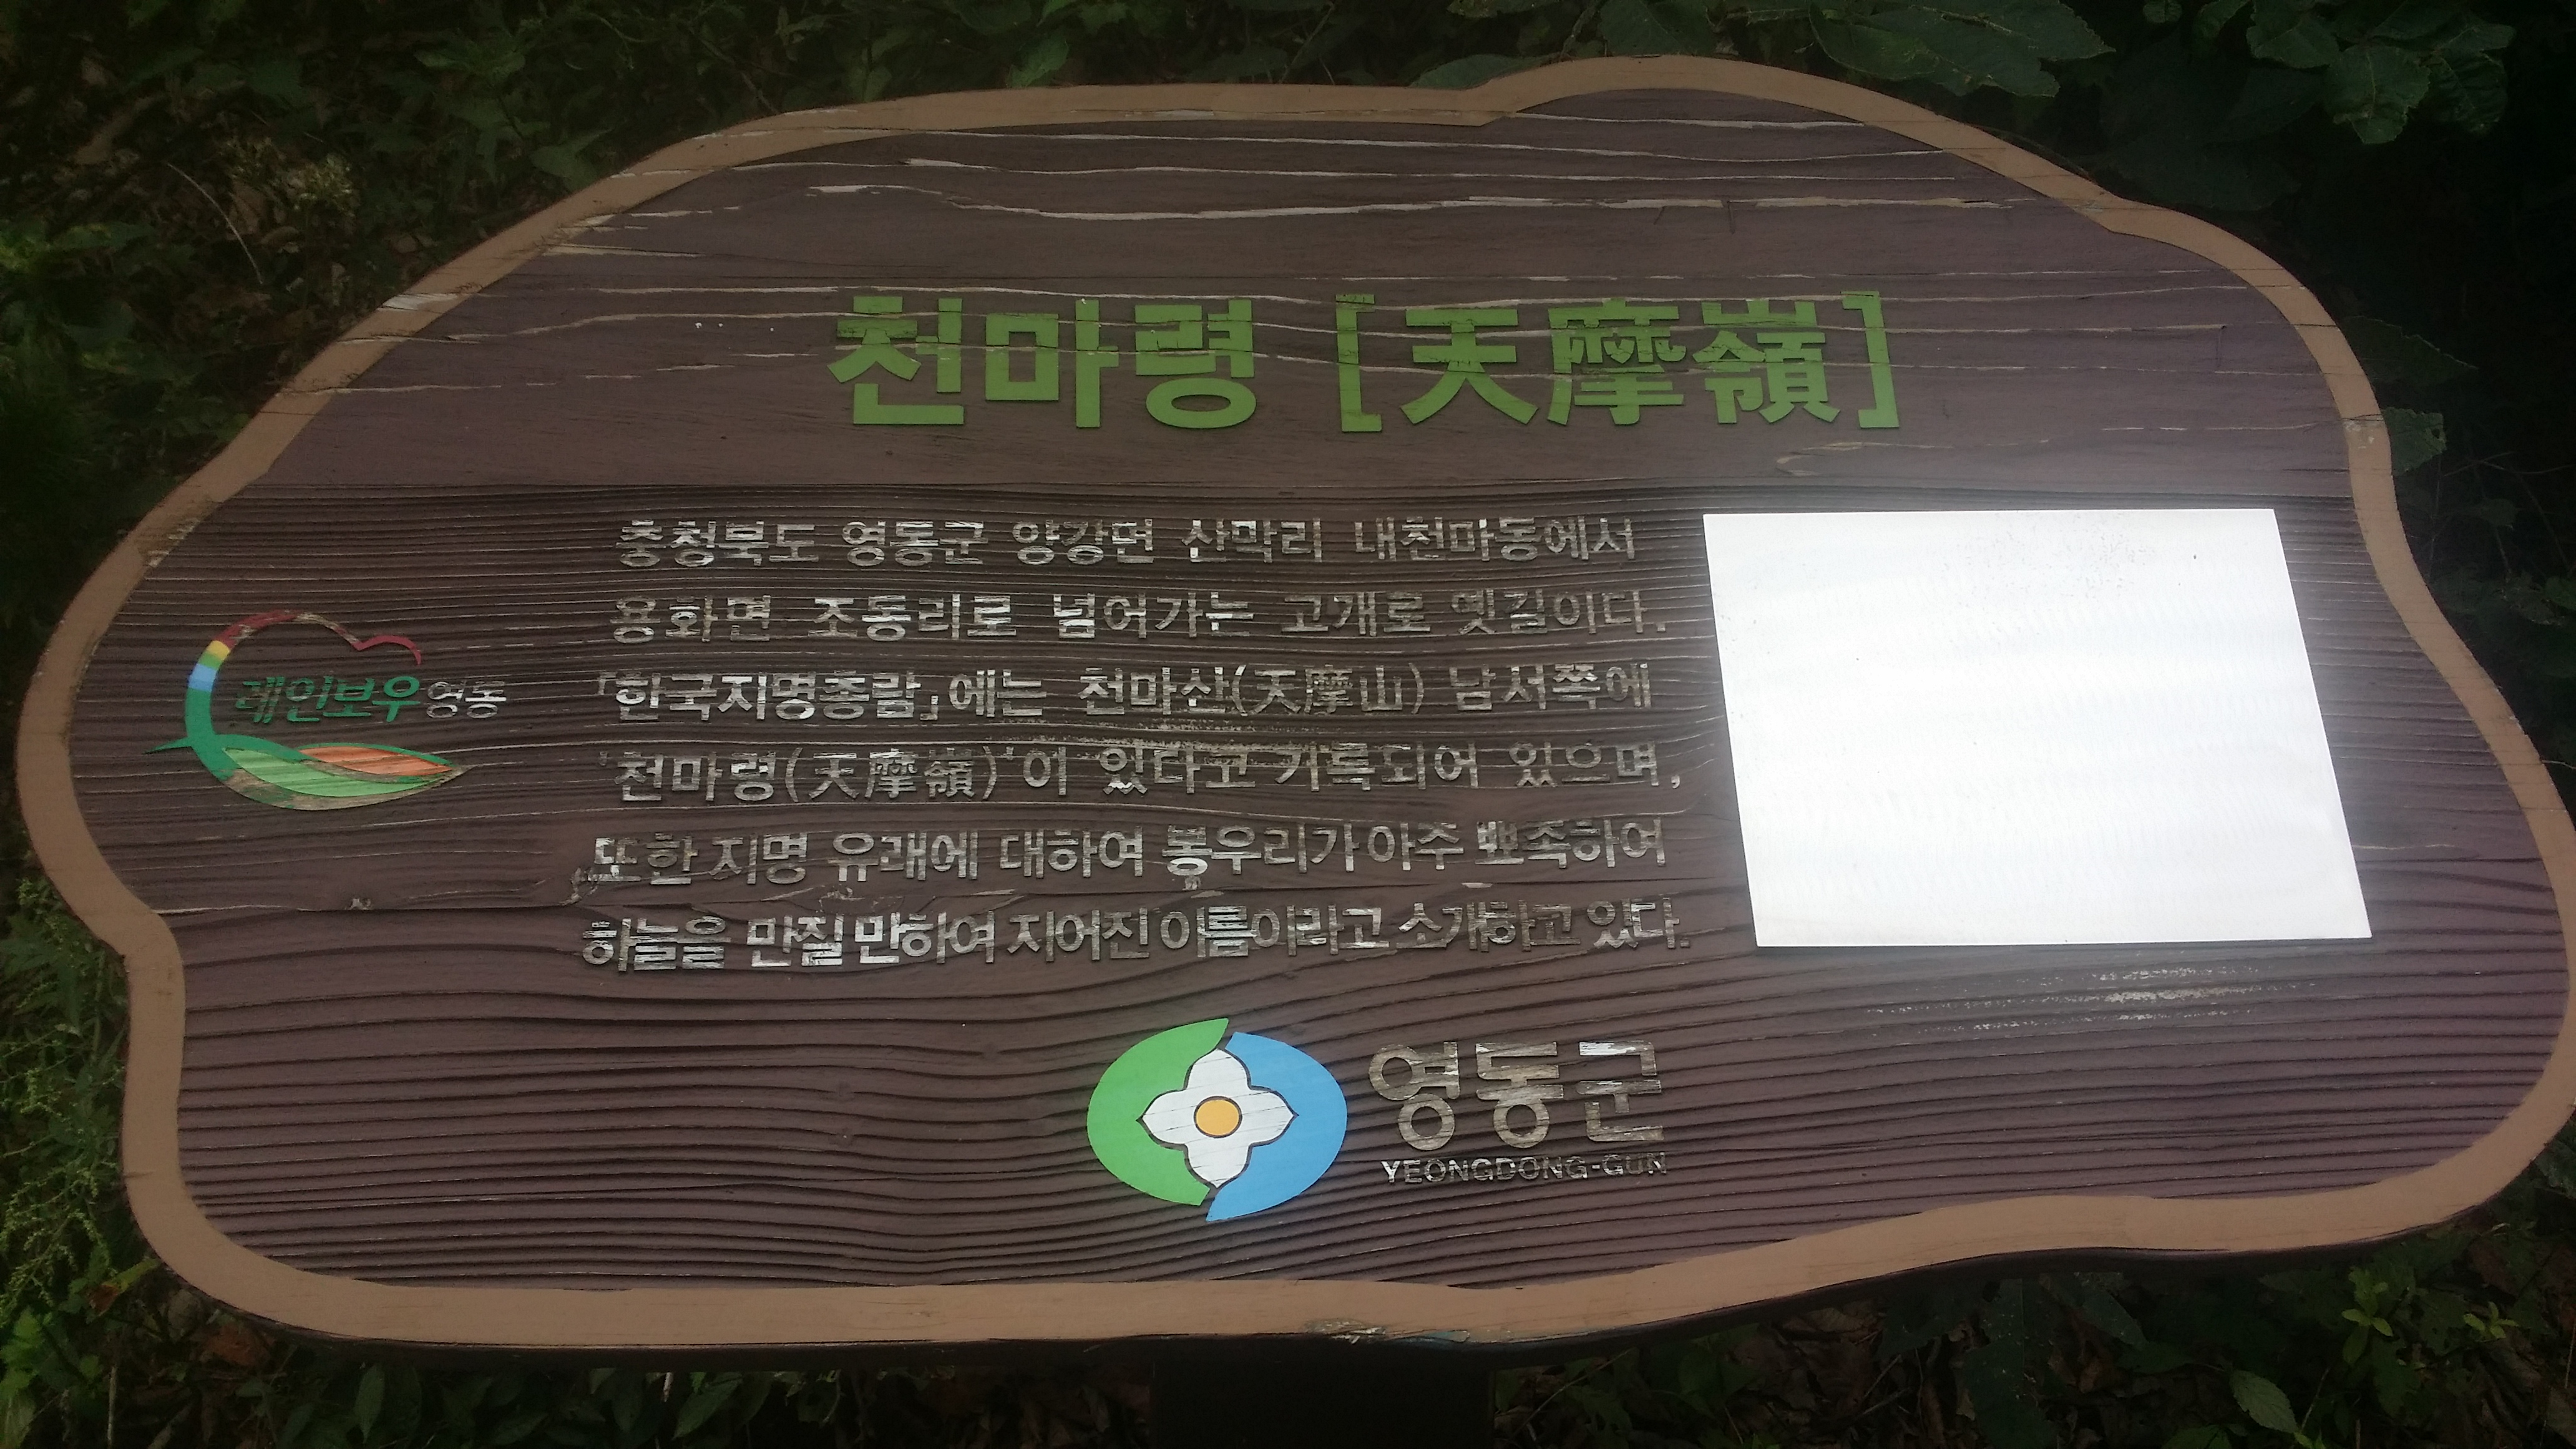 천마령 [天摩嶺]
충청북도 영동군 양강면 산막리 내천마동에서
용화면 조동리로 넘어가는 고개로 옛길이다.
『한국지명총람』에는 천마산(天摩山) 남서쪽에
'천마령(天摩嶺)'이 있다고 기록되어 있으며,
또한 지명 유래에 대하여 봉우리가 아주 뾰족하여
하늘을 만질만하여 지어진 이름이라고 소개하고 있다.
레인보우영동
영동군
YEONGDONG-GUN